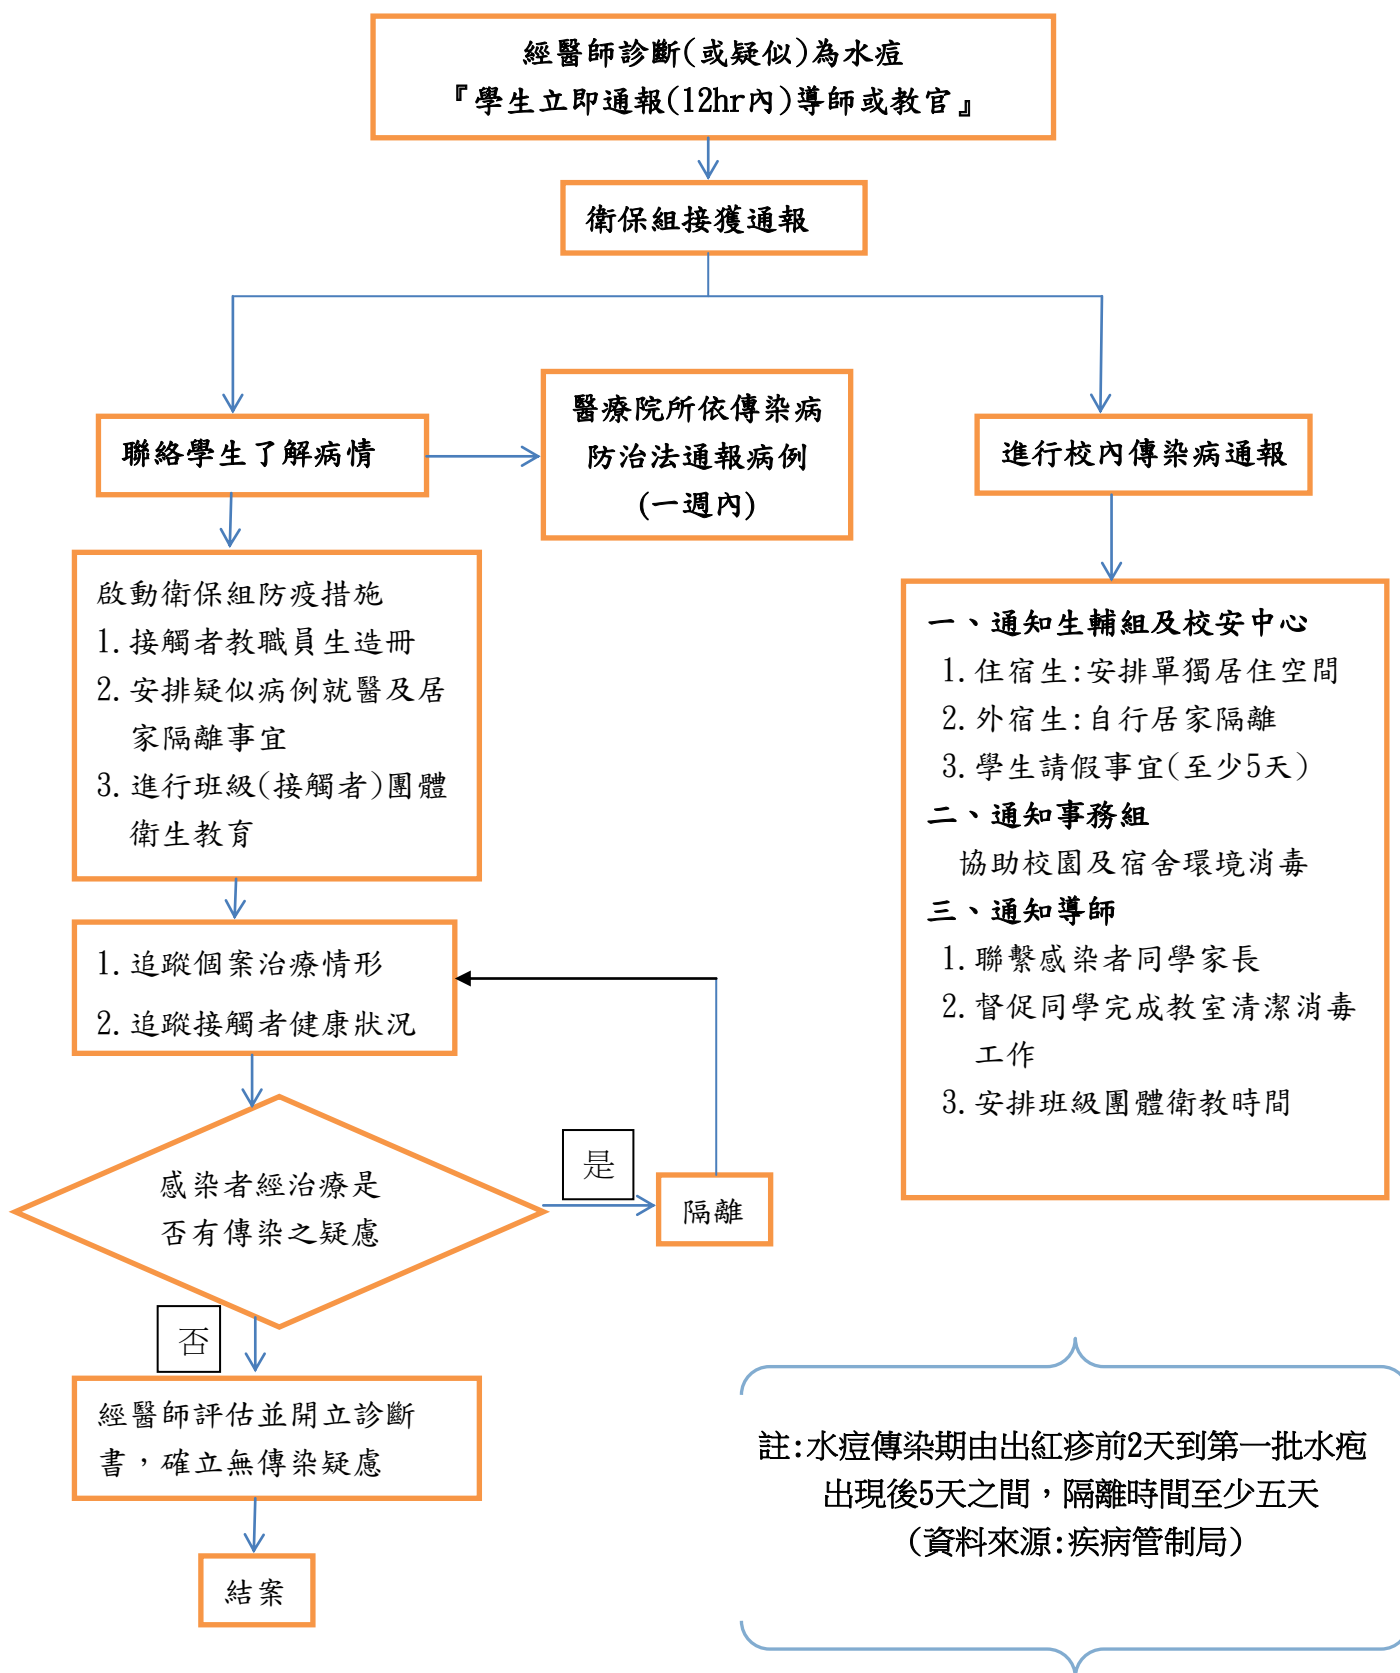 經醫師診斷(或疑似)為水痘
『學生立即通報(12hr內)導師或教官』
衛保組接獲通報
聯絡學生了解病情
醫療院所依傳染病
防治法通報病例
(一週內)
進行校內傳染病通報
啟動衛保組防疫措施
1.接觸者教職員生造冊
2.安排疑似病例就醫及居
家隔離事宜
3.進行班級(接觸者)團體
衛生教育
一、通知生輔組及校安中心
1.住宿生:安排單獨居住空間
2.外宿生:自行居家隔離
3.學生請假事宜(至少5天)
二、通知事務組
協助校園及宿舍環境消毒
三、通知導師
1.聯繫感染者同學家長
2.督促同學完成教室清潔消毒
工作
3.安排班級團體衛教時間
1.追蹤個案治療情形
2.追蹤接觸者健康狀況
感染者經治療是
否有傳染之疑慮
是
隔離
否
經醫師評估並開立診斷
書，確立無傳染疑慮
結案
註:水痘傳染期由出紅疹前2天到第一批水疱
出現後5天之間，隔離時間至少五天
(資料來源:疾病管制局)